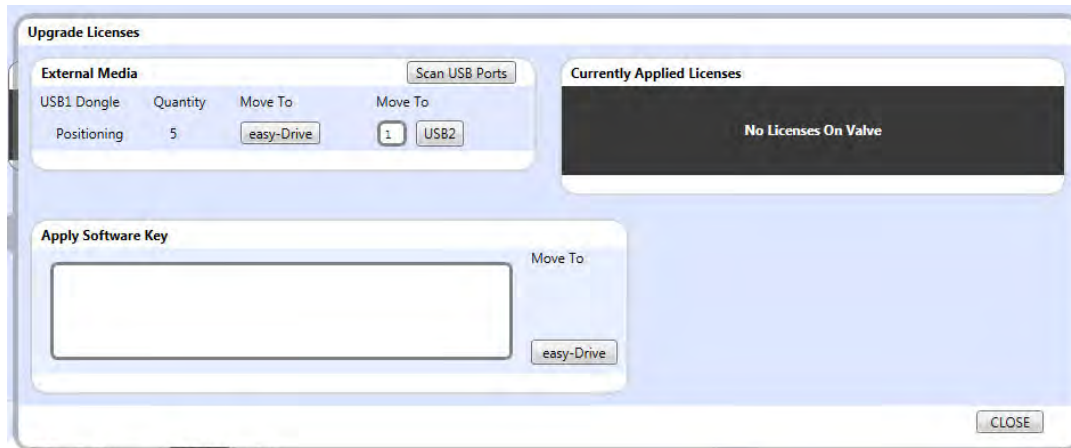 Upgrade Licenses
External Media
Scan USB Ports
USB1 Dongle Quantity Move To Move To
Positioning 5 easy-Drive 1 USB2
Currently Applied Licenses
No Licenses On Valve
Apply Software Key
Move To
easy-Drive
CLOSE